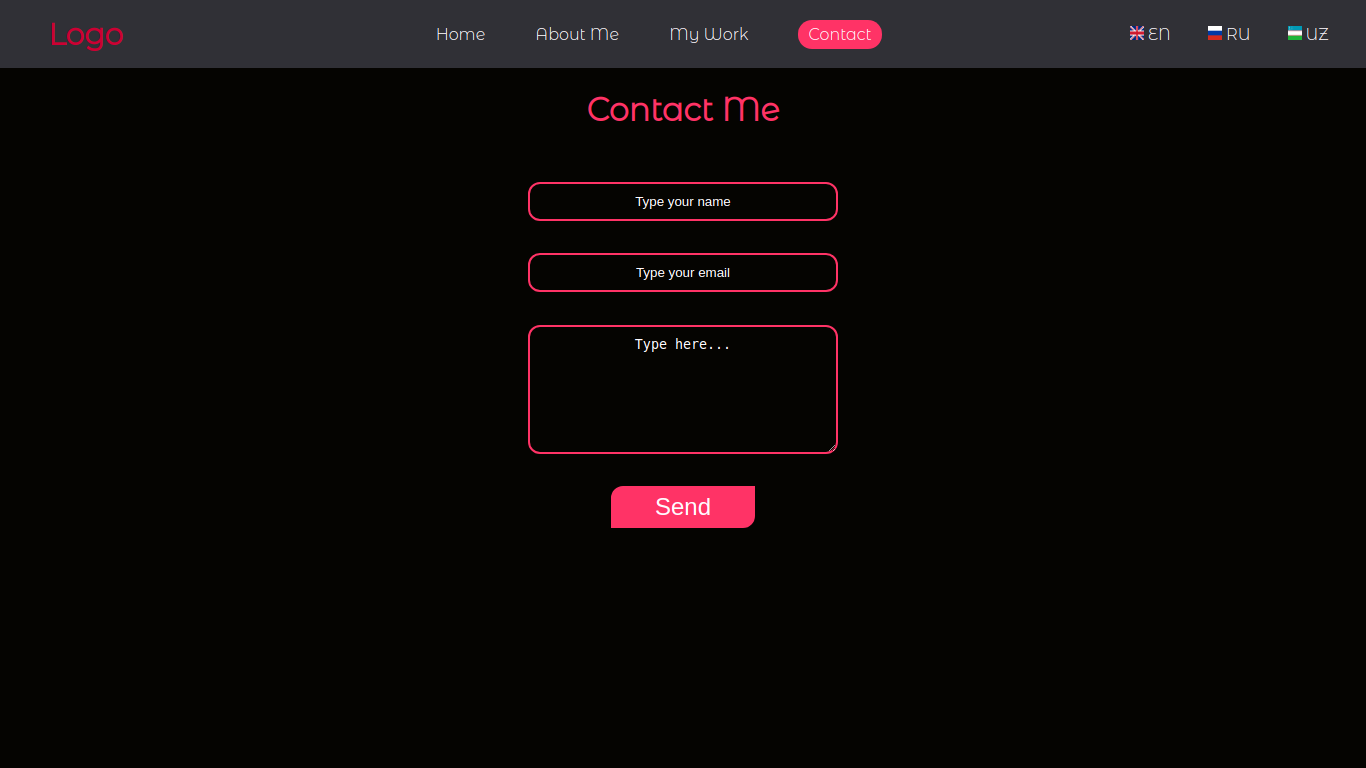 Logo Home About Me My Work Contact EN RU UZ
Contact Me
Type your name
Type your email
Type here...
Send